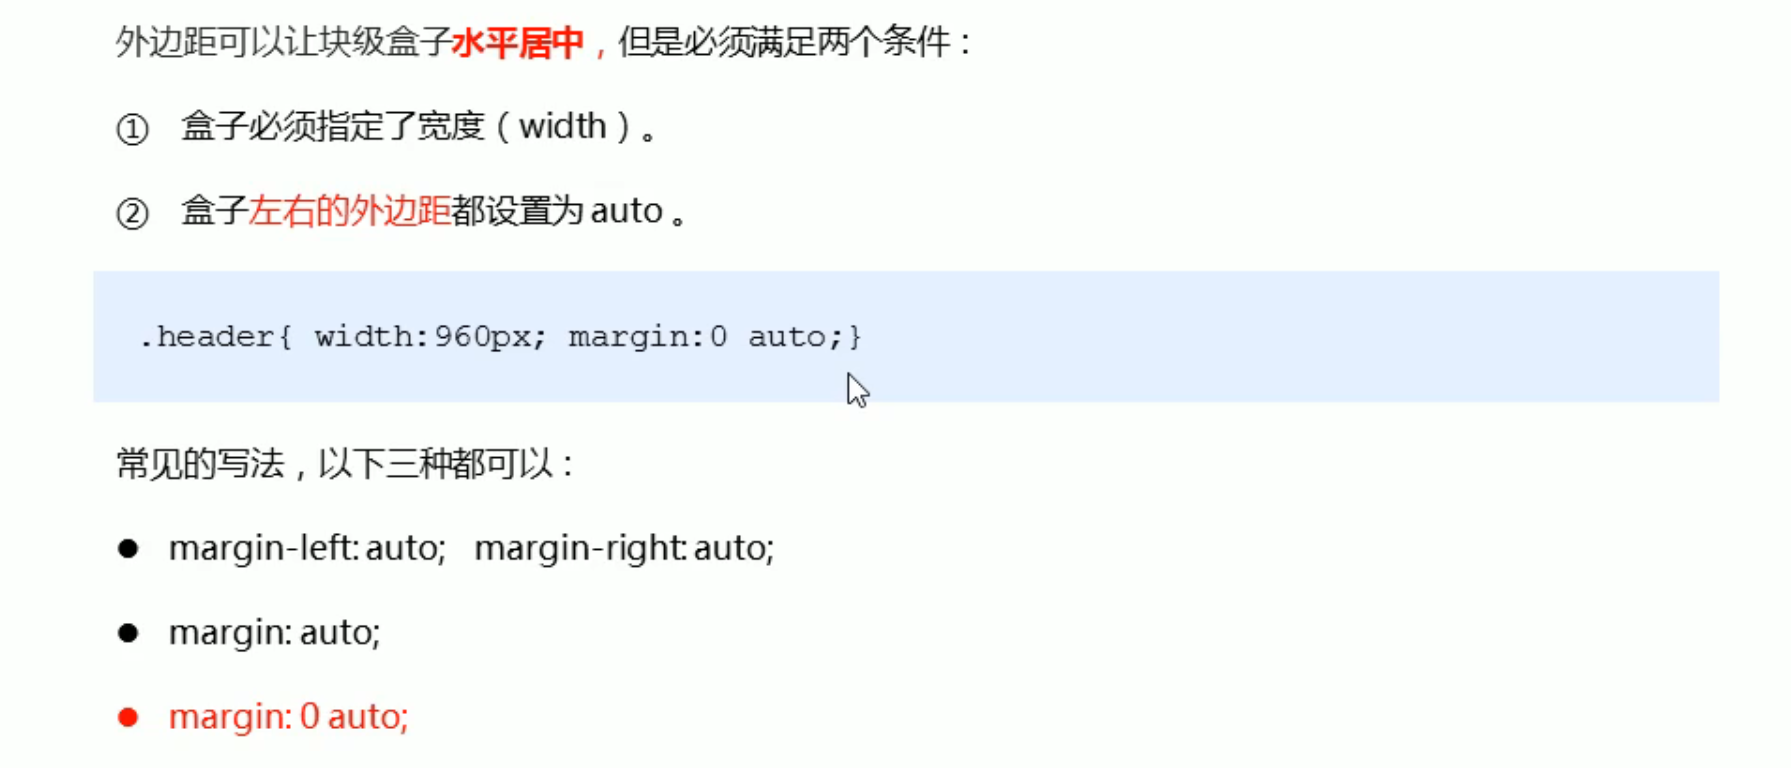 外边距可以让块级盒子水平居中，但是必须满足两个条件：
① 盒子必须指定了宽度（width）。
② 盒子左右的外边距都设置为 auto 。
.header{ width:960px; margin:0 auto;}
常见的写法，以下三种都可以：
● margin-left: auto; margin-right: auto;
● margin: auto;
● margin: 0 auto;